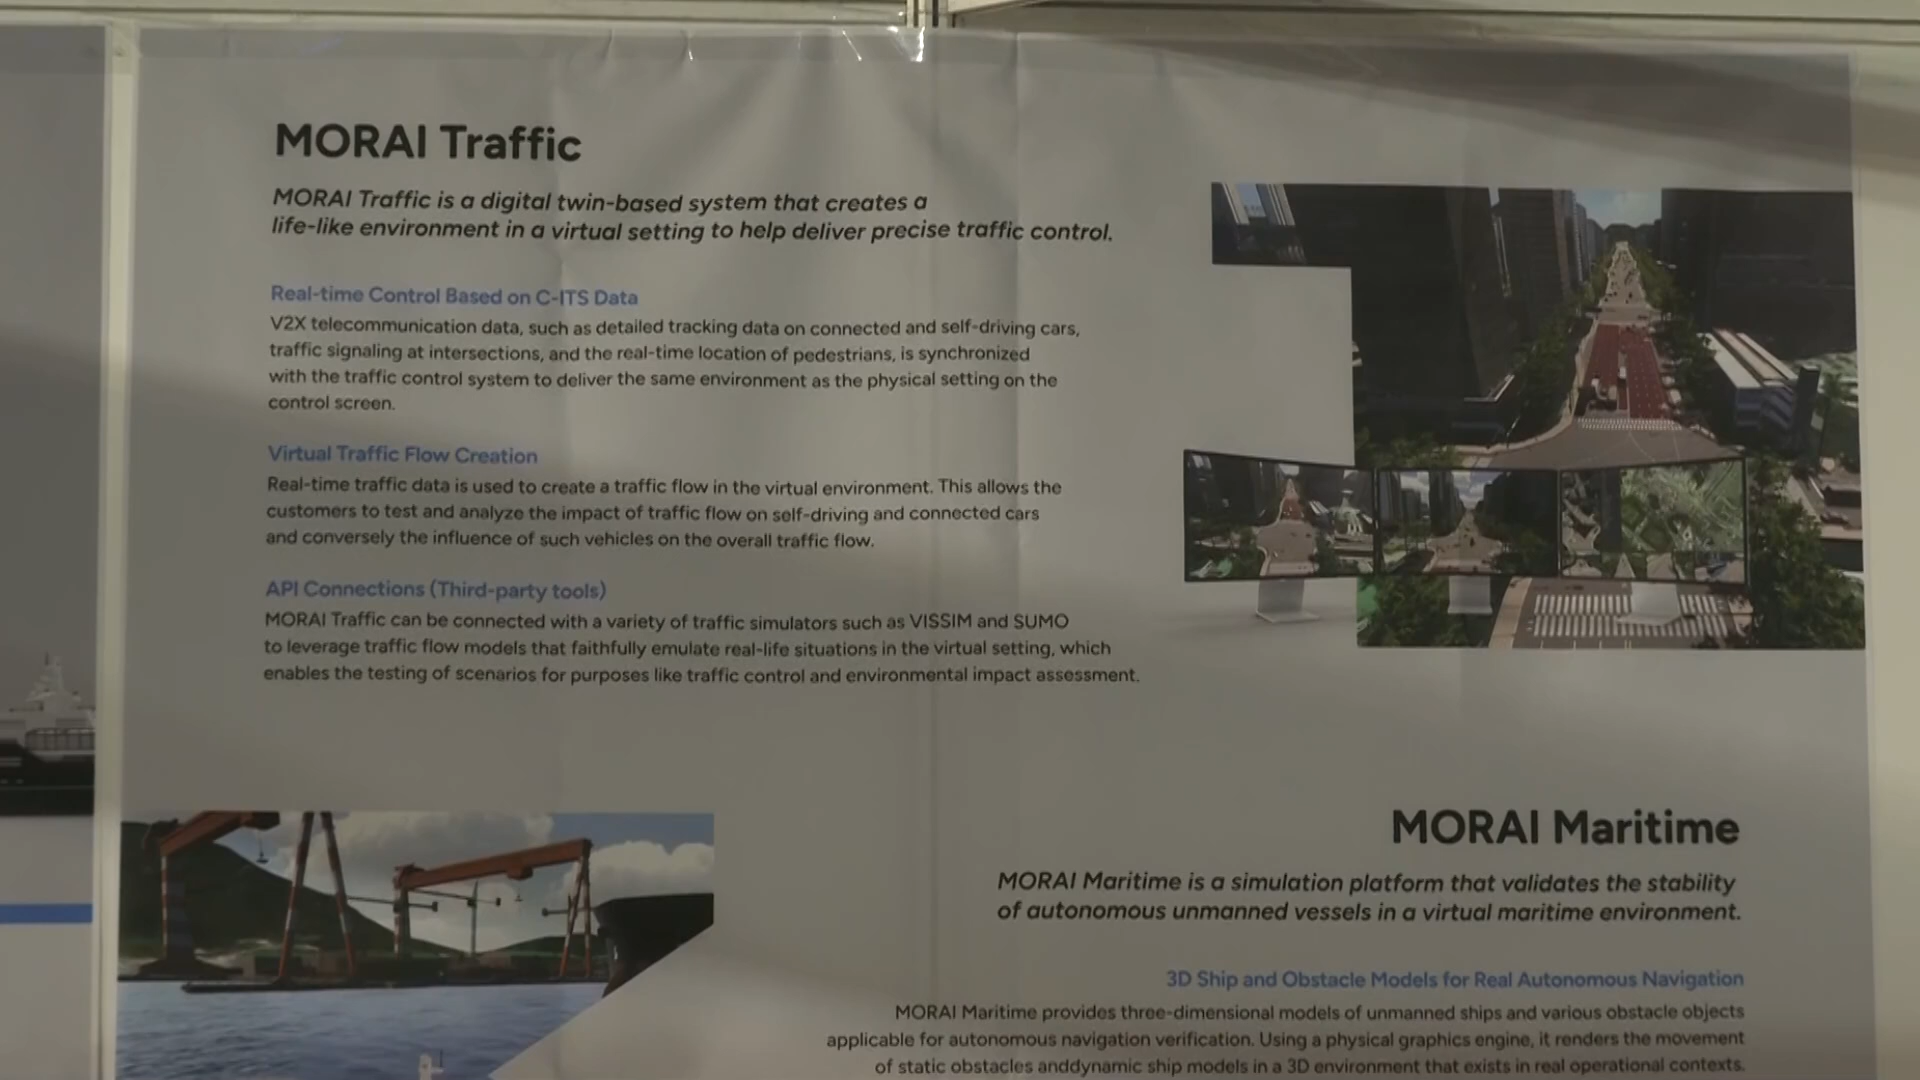 MORAI Traffic
MORAI Traffic is a digital twin-based system that creates a
life-like environment in a virtual setting to help deliver precise traffic control.
Real-time Control Based on C-ITS Data
V2X telecommunication data, such as detailed tracking data on connected and self-driving cars,
traffic signaling at intersections, and the real-time location of pedestrians, is synchronized
with the traffic control system to deliver the same environment as the physical setting on the
control screen.
Virtual Traffic Flow Creation
Real-time traffic data is used to create a traffic flow in the virtual environment. This allows the
customers to test and analyze the impact of traffic flow on self-driving and connected cars
and conversely the influence of such vehicles on the overall traffic flow.
API Connections (Third-party tools)
MORAI Traffic can be connected with a variety of traffic simulators such as VISSIM and SUMO
to leverage traffic flow models that faithfully emulate real-life situations in the virtual setting, which
enables the testing of scenarios for purposes like traffic control and environmental impact assessment.
MORAI Maritime
MORAI Maritime is a simulation platform that validates the stability
of autonomous unmanned vessels in a virtual maritime environment.
3D Ship and Obstacle Models for Real Autonomous Navigation
MORAI Maritime provides three-dimensional models of unmanned ships and various obstacle objects
applicable for autonomous navigation verification. Using a physical graphics engine, it renders the movement
of static obstacles anddynamic ship models in a 3D environment that exists in real operational contexts.